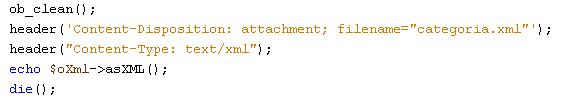 ob_clean();
header('Content-Disposition: attachment; filename="categoria.xml"');
header("Content-Type: text/xml");
echo $oXml->asXML();
die();